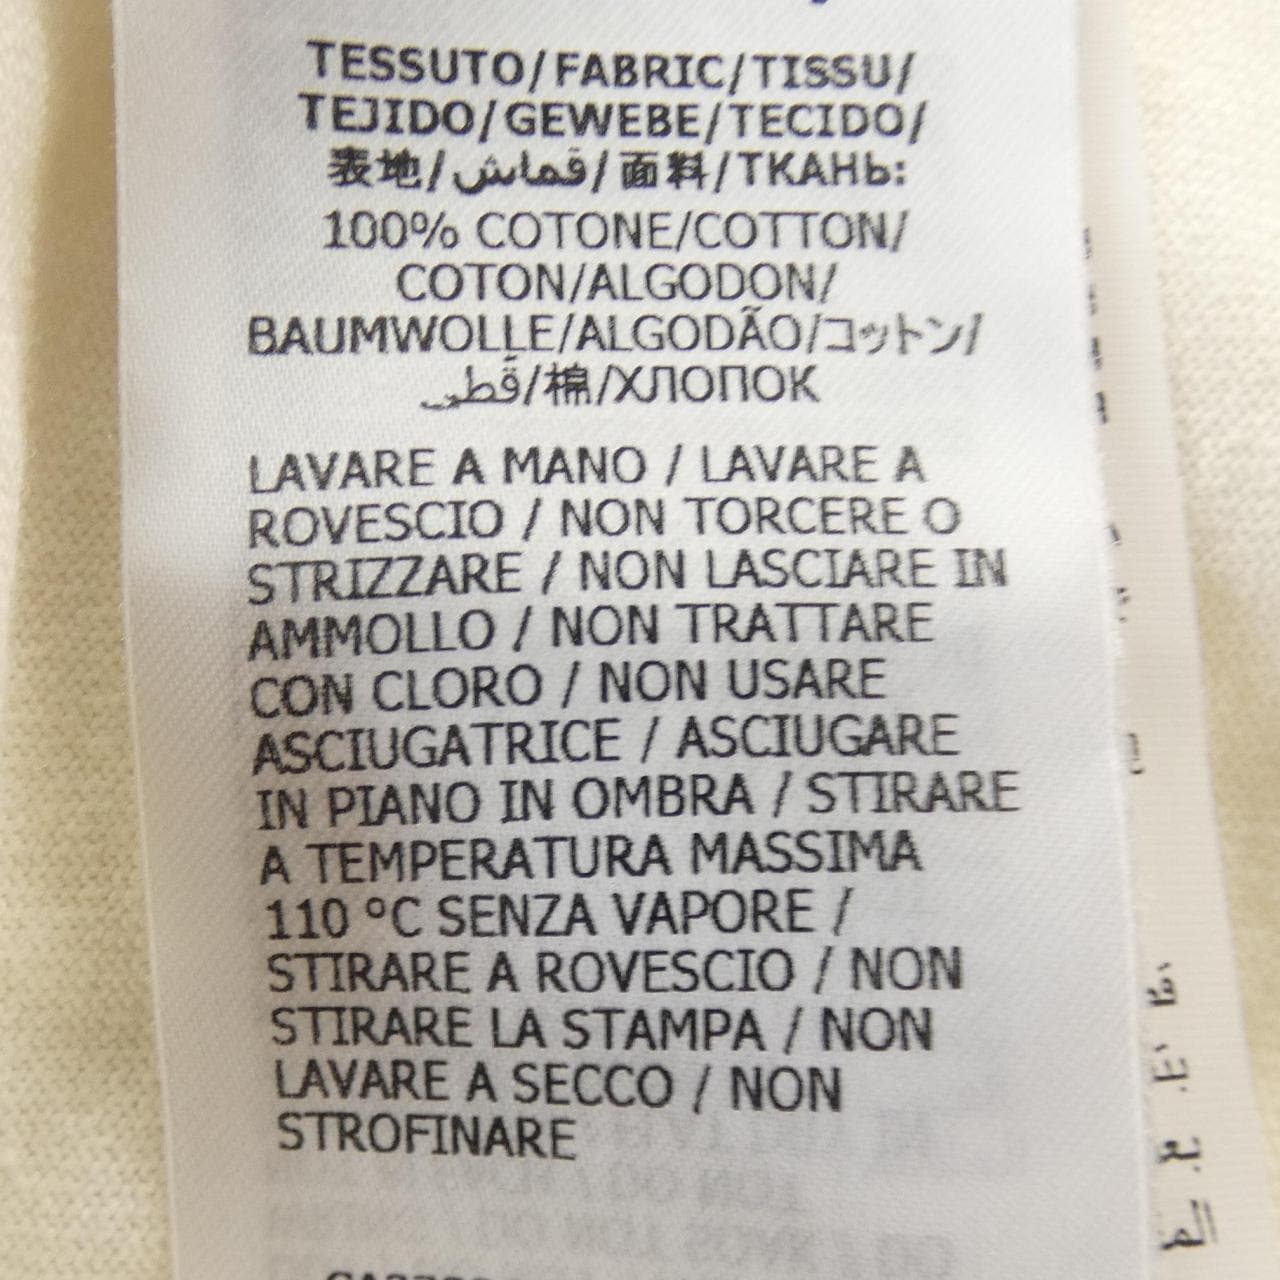 TESSUTO/FABRIC/TISSU/
TEJIDO/GEWEBE/TECIDO/
表地/قماش/面料/ТКАНЬ:
100% COTONE/COTTON/
COTON/ALGODON/
BAUMWOLLE/ALGODÃO/コットン/
قطن/棉/ХЛОПОК
LAVARE A MANO / LAVARE A
ROVESCIO / NON TORCERE O
STRIZZARE / NON LASCIARE IN
AMMOLLO / NON TRATTARE
CON CLORO / NON USARE
ASCIUGATRICE / ASCIUGARE
IN PIANO IN OMBRA / STIRARE
A TEMPERATURA MASSIMA
110 °C SENZA VAPORE /
STIRARE A ROVESCIO / NON
STIRARE LA STAMPA / NON
LAVARE A SECCO / NON
STROFINARE